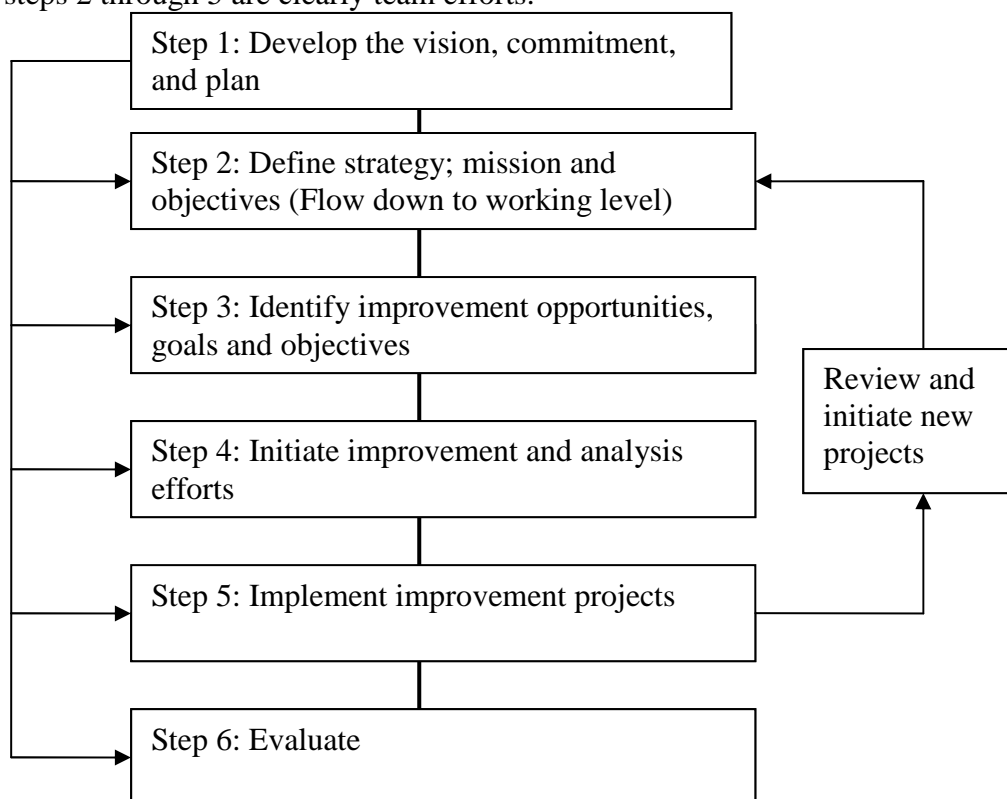 steps 2 through 5 are clearly team efforts.
Step 1: Develop the vision, commitment,
and plan
Step 2: Define strategy; mission and
objectives (Flow down to working level)
Step 3: Identify improvement opportunities,
goals and objectives
Review and
initiate new
projects
Step 4: Initiate improvement and analysis
efforts
Step 5: Implement improvement projects
Step 6: Evaluate